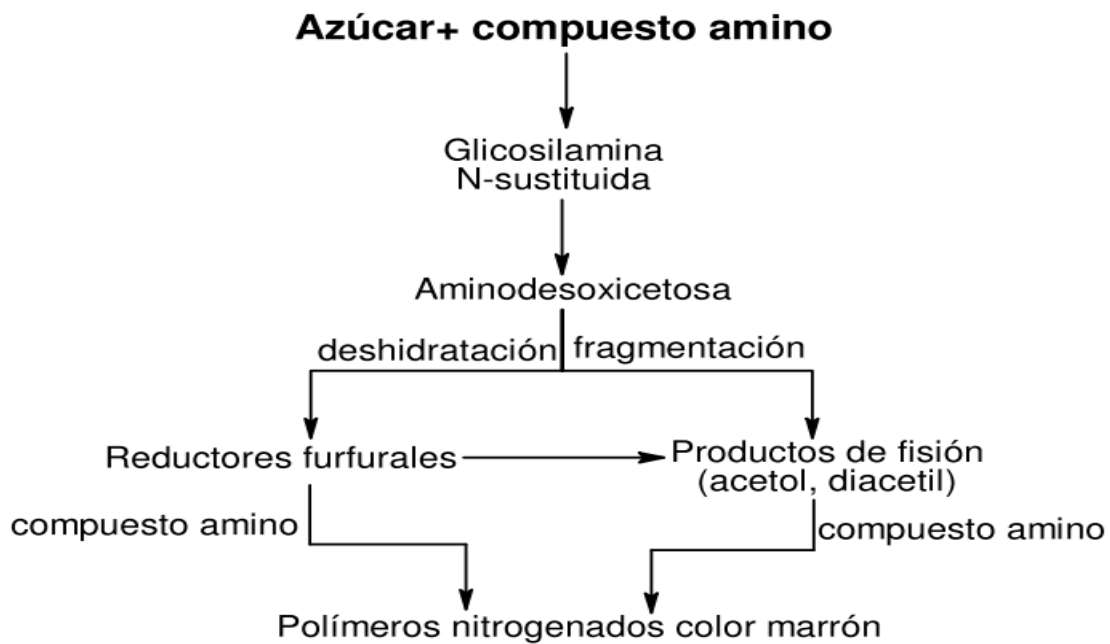 Azúcar+ compuesto amino
Glicosilamina
N-sustituida
Aminodesoxicetosa
deshidratación
fragmentación
Reductores furfurales
Productos de fisión
(acetol, diacetil)
compuesto amino
compuesto amino
Polímeros nitrogenados color marrón